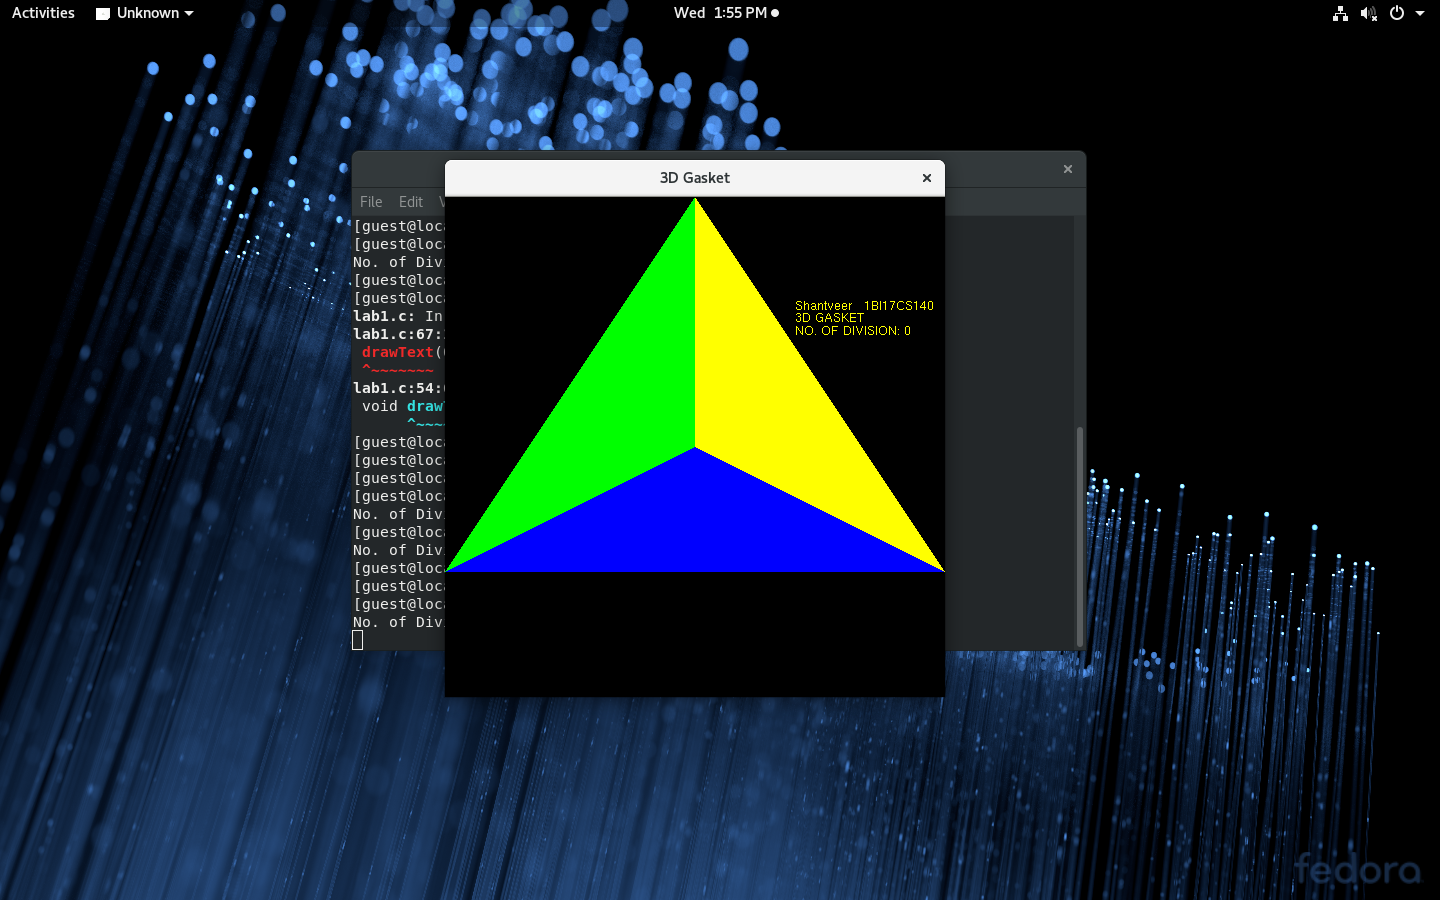 Activities Unknown Wed 1:55 PM
3D Gasket
File Edit
[guest@loc
[guest@loc
No. of Div
[guest@loc
[guest@loc
lab1.c: In
lab1.c:67:
drawText(
^~~~~~~~
lab1.c:54:
void draw
^~~~
[guest@loc
[guest@loc
[guest@loc
[guest@loc
No. of Div
[guest@loc
No. of Div
[guest@loc
[guest@loc
[guest@loc
No. of Div
Shantveer 1BI17CS140
3D GASKET
NO. OF DIVISION: 0
fedora